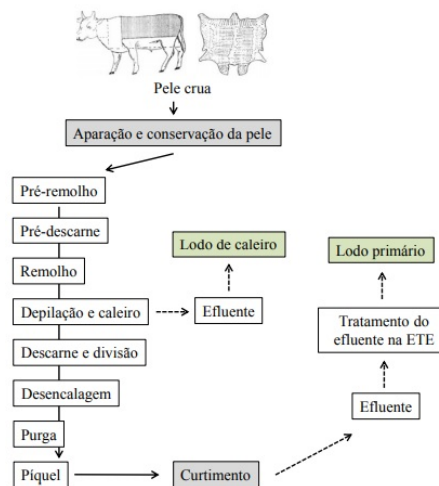 Pele crua
Aparação e conservação da pele
Pré-remolho
Pré-descarne
Remolho
Depilação e caleiro
Descarne e divisão
Desencalagem
Purga
Píquel
Curtimento
Efluente
Lodo de caleiro
Efluente
Tratamento do
efluente na ETE
Lodo primário